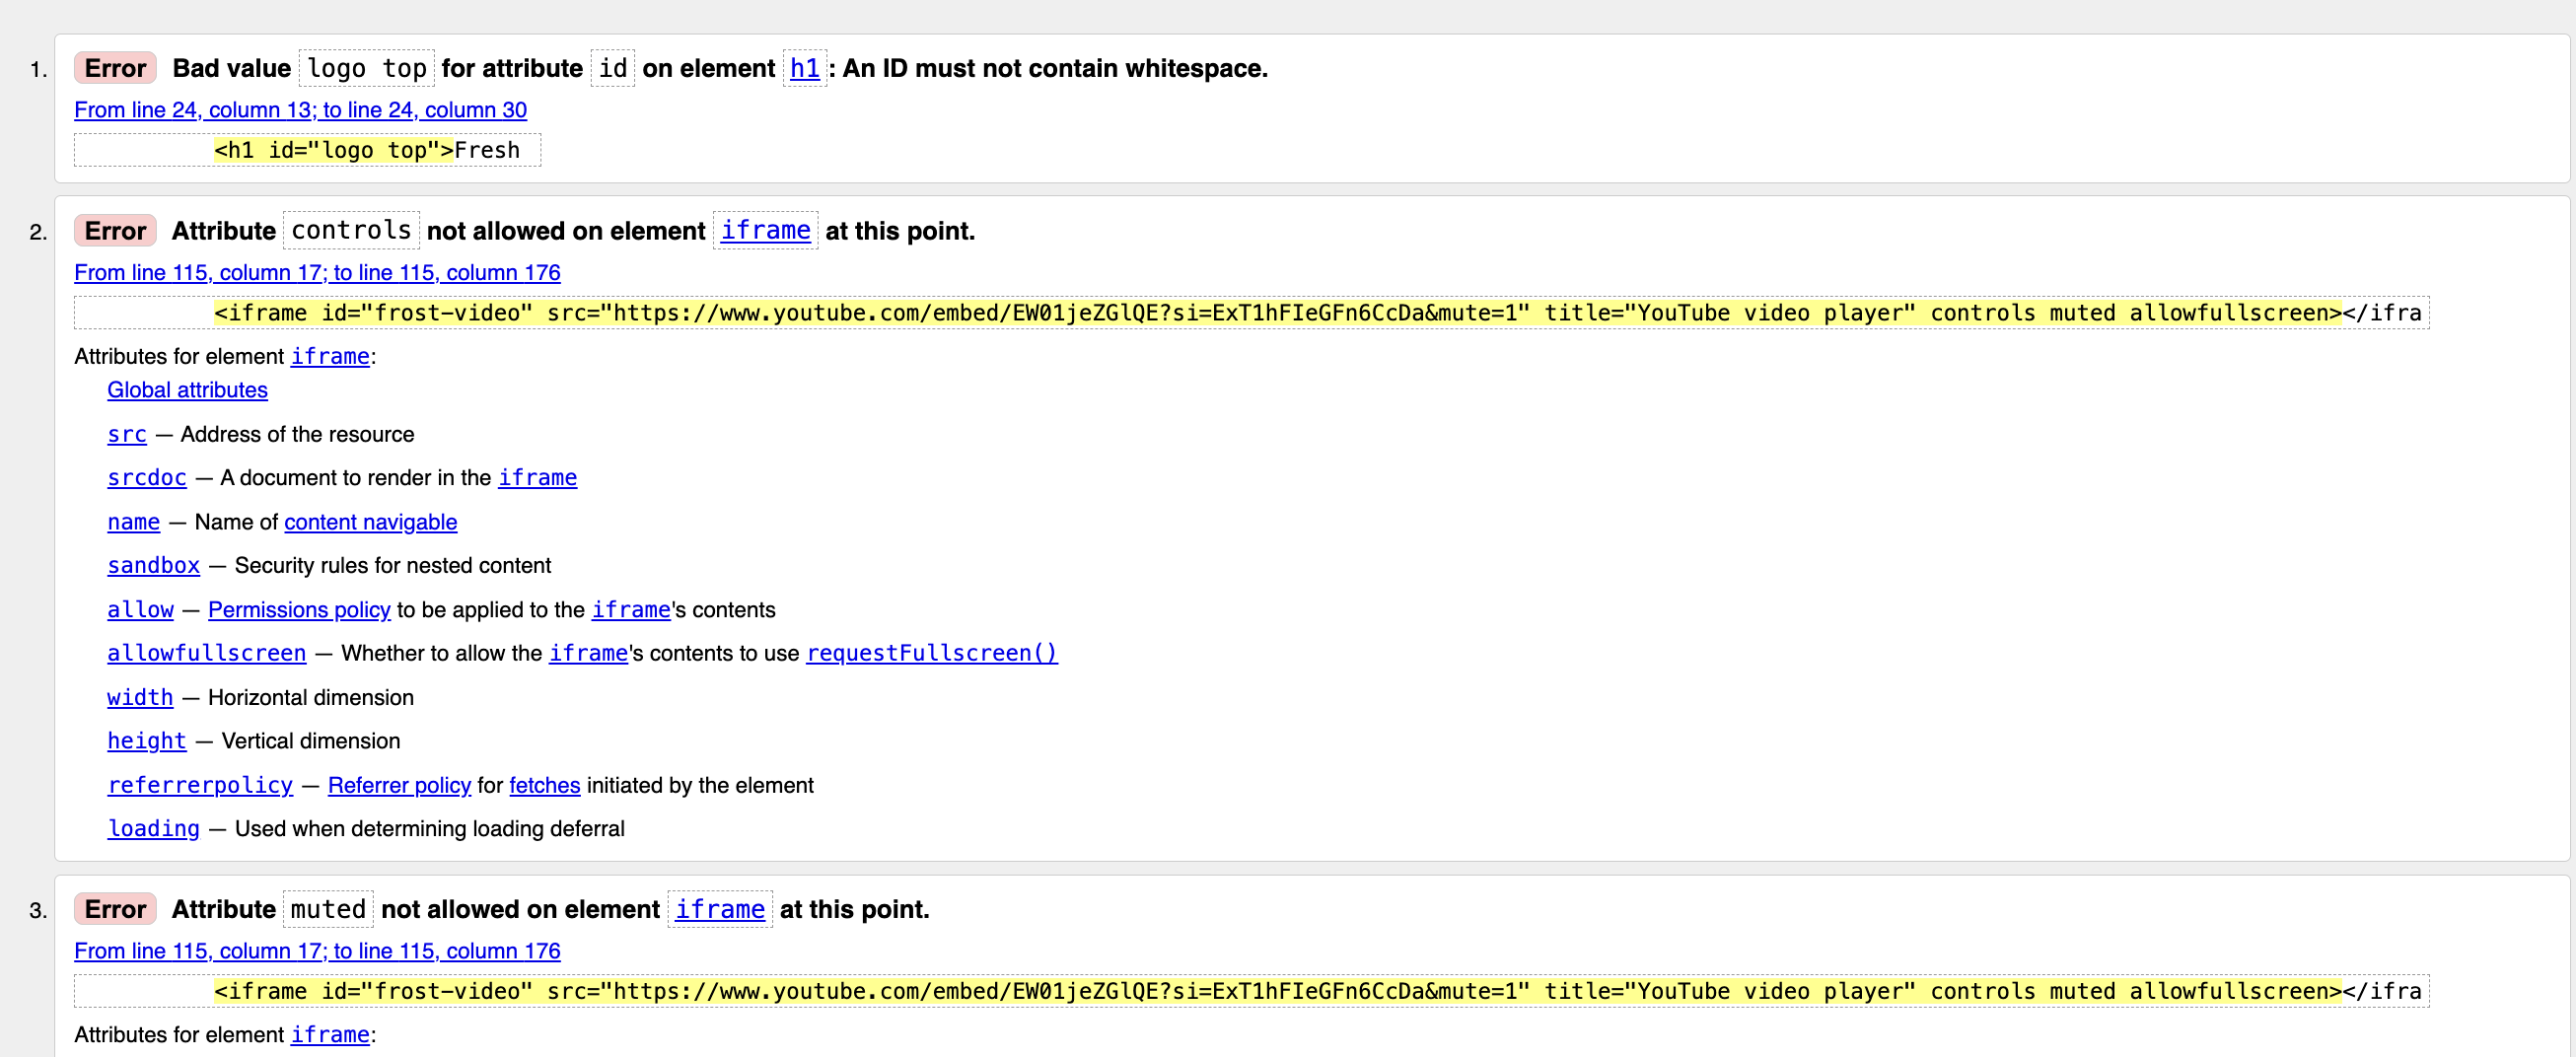 1. Error Bad value logo top for attribute id on element h1: An ID must not contain whitespace.
From line 24, column 13; to line 24, column 30
<h1 id="logo top">Fresh
2. Error Attribute controls not allowed on element iframe at this point.
From line 115, column 17; to line 115, column 176
<iframe id="frost-video" src="https://www.youtube.com/embed/EW01jeZGlQE?si=ExT1hFIeGFn6CcDa&mute=1" title="YouTube video player" controls muted allowfullscreen></ifra
Attributes for element iframe:
Global attributes
src — Address of the resource
srcdoc — A document to render in the iframe
name — Name of content navigable
sandbox — Security rules for nested content
allow — Permissions policy to be applied to the iframe's contents
allowfullscreen — Whether to allow the iframe's contents to use requestFullscreen()
width — Horizontal dimension
height — Vertical dimension
referrerpolicy — Referrer policy for fetches initiated by the element
loading — Used when determining loading deferral
3. Error Attribute muted not allowed on element iframe at this point.
From line 115, column 17; to line 115, column 176
<iframe id="frost-video" src="https://www.youtube.com/embed/EW01jeZGlQE?si=ExT1hFIeGFn6CcDa&mute=1" title="YouTube video player" controls muted allowfullscreen></ifra
Attributes for element iframe: